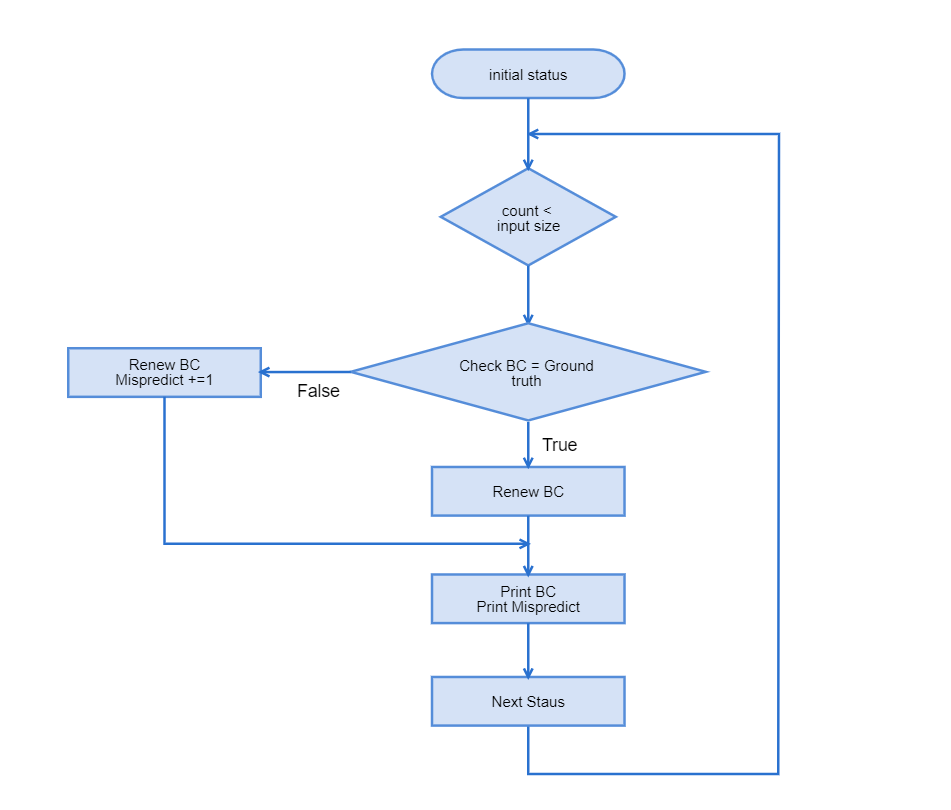 initial status
count <
input size
Check BC = Ground
truth
False
Renew BC
Mispredict +=1
True
Renew BC
Print BC
Print Mispredict
Next Staus